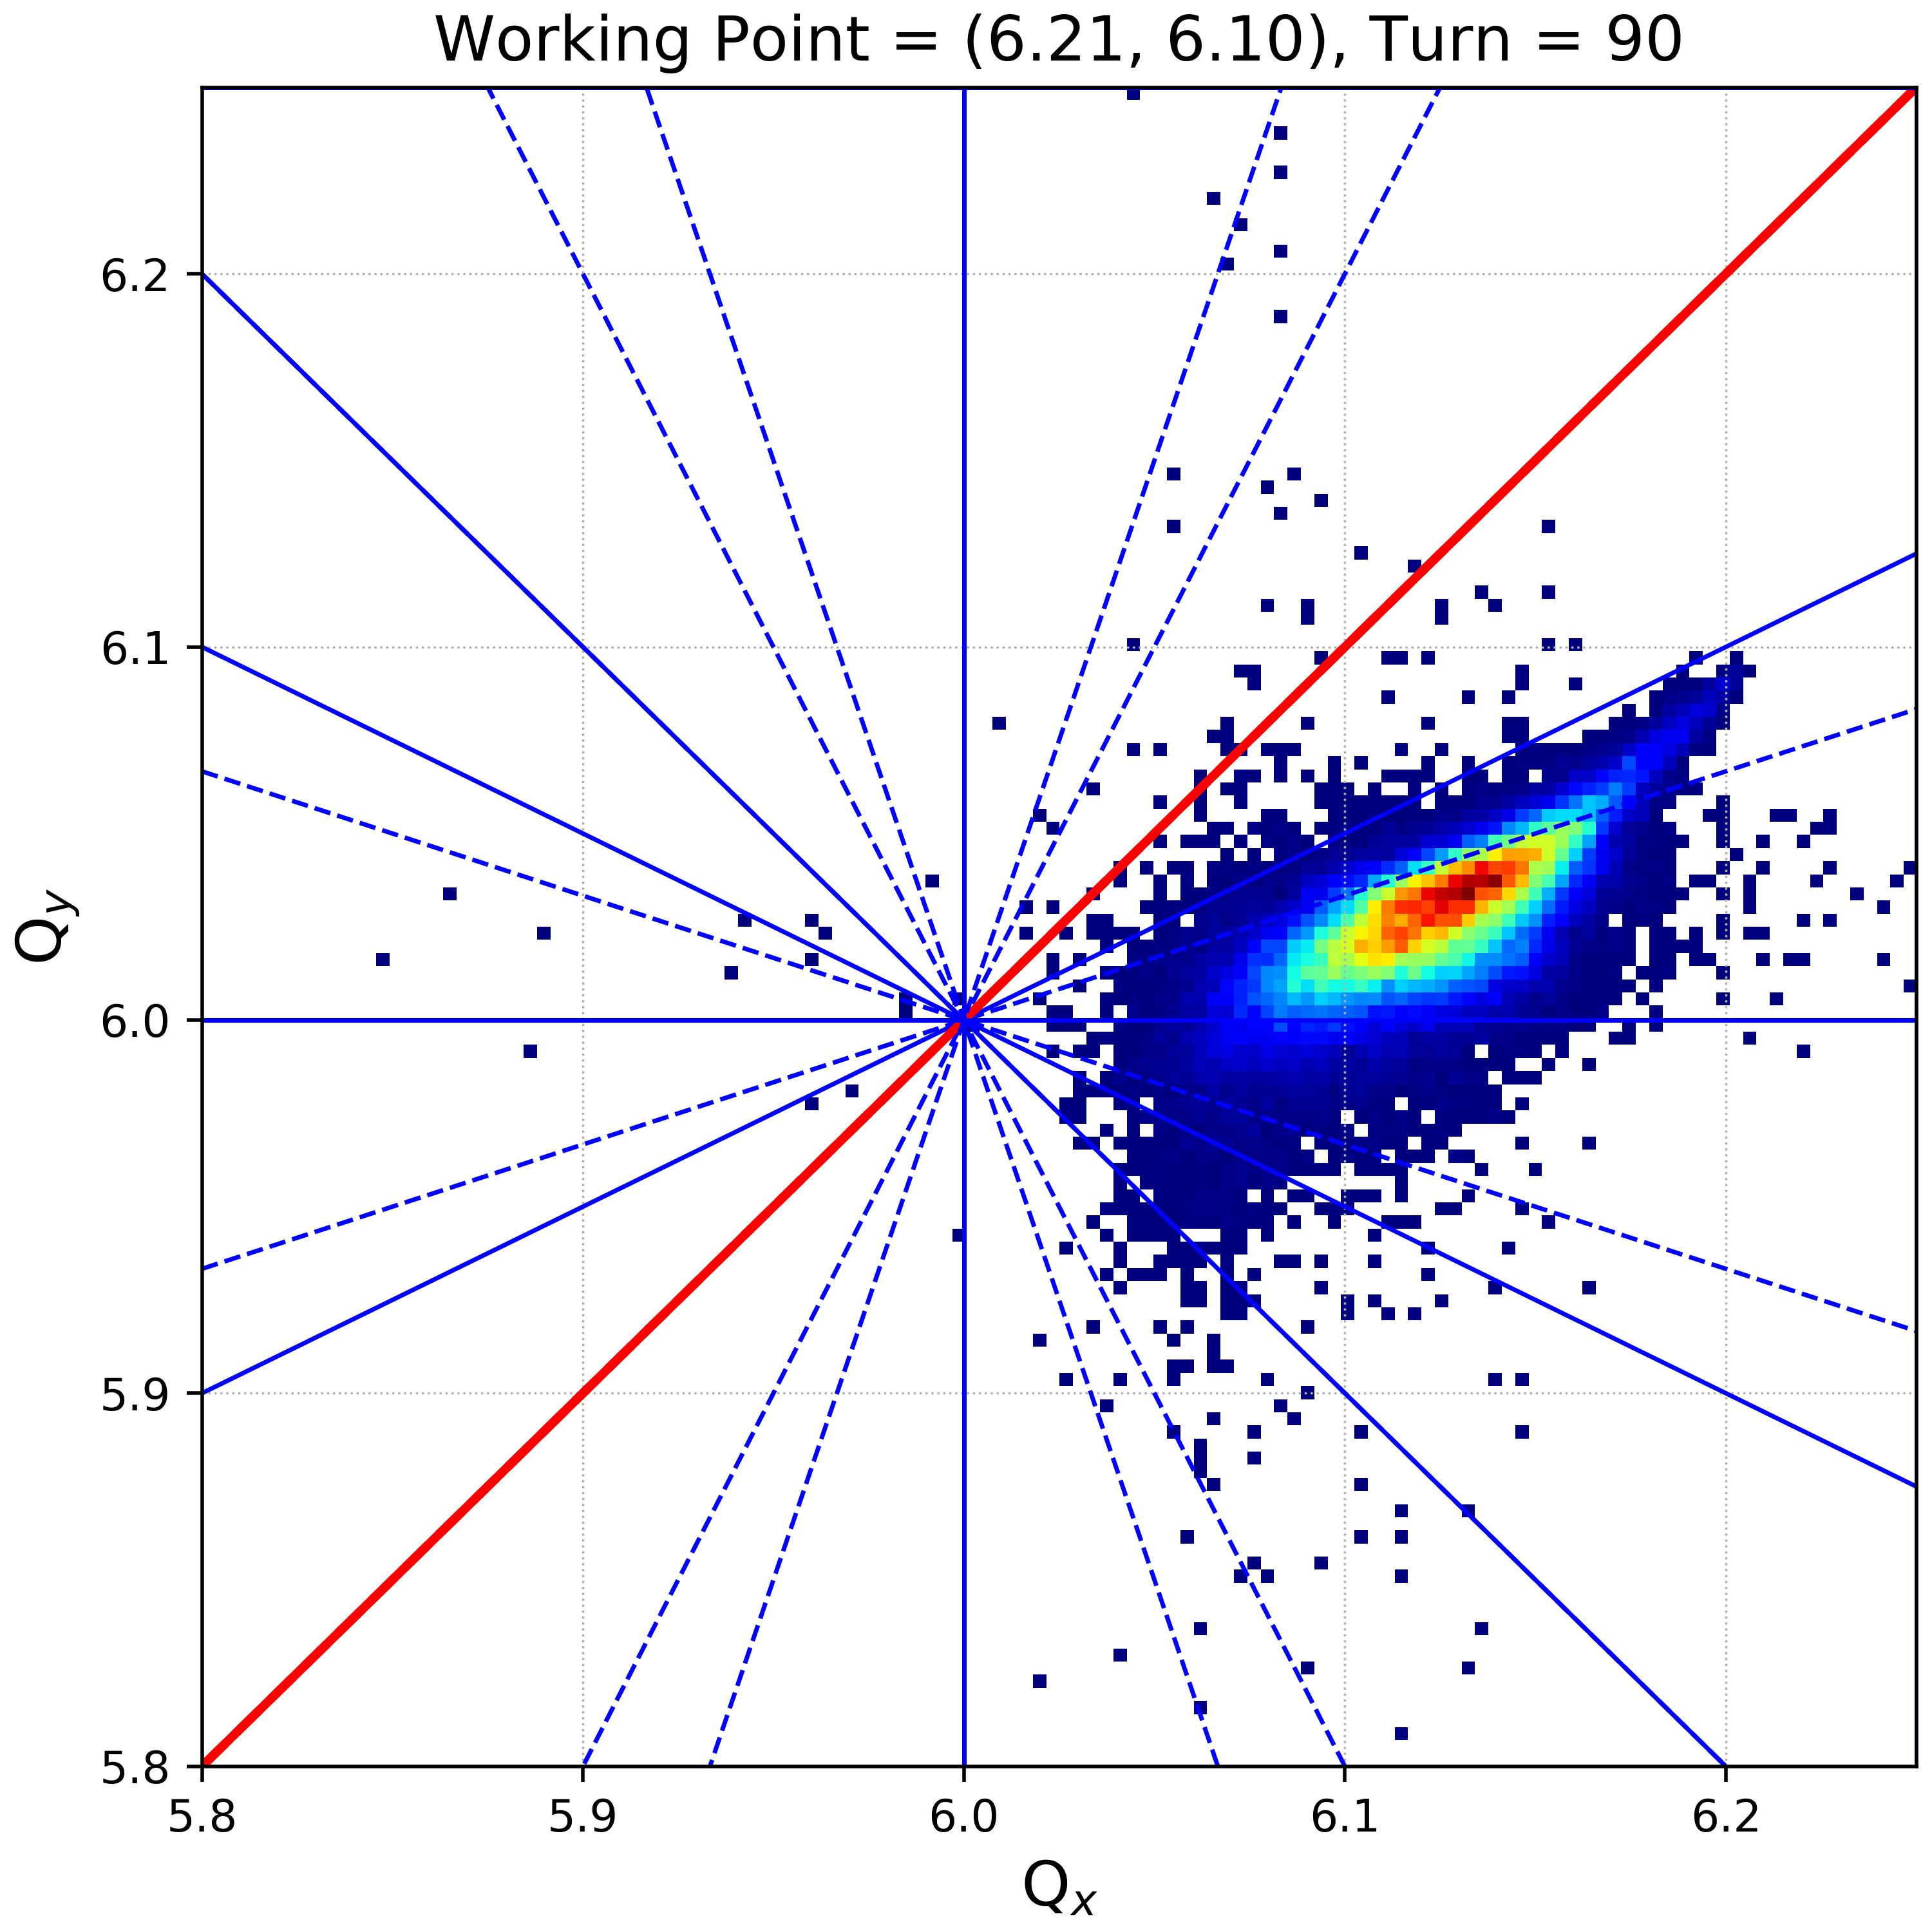 Working Point = (6.21, 6.10), Turn = 90
6.2
6.1
6.0
5.9
5.8
Qy
5.8 5.9 6.0 6.1 6.2
Qx